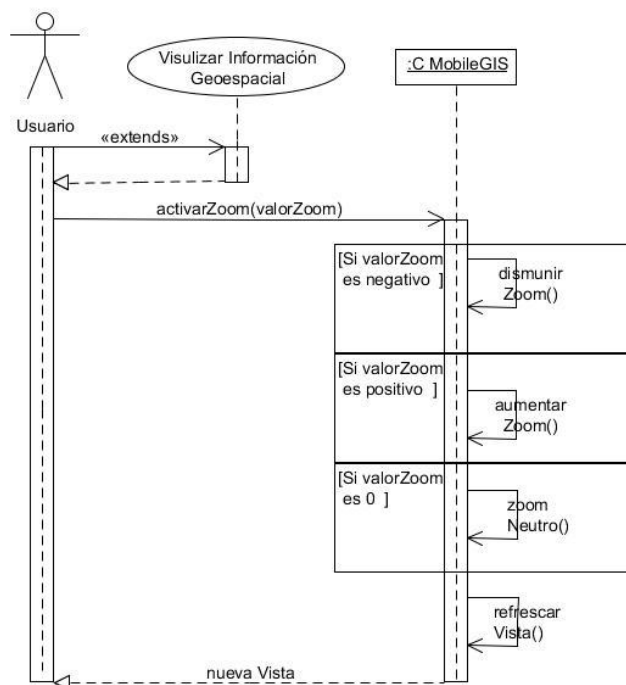 Visulizar Información
Geoespacial
:C MobileGIS
Usuario
«extends»
activarZoom(valorZoom)
[Si valorZoom
es negativo ]
dismunir
Zoom()
[Si valorZoom
es positivo ]
aumentar
Zoom()
[Si valorZoom
es 0 ]
zoom
Neutro()
refrescar
Vista()
nueva Vista